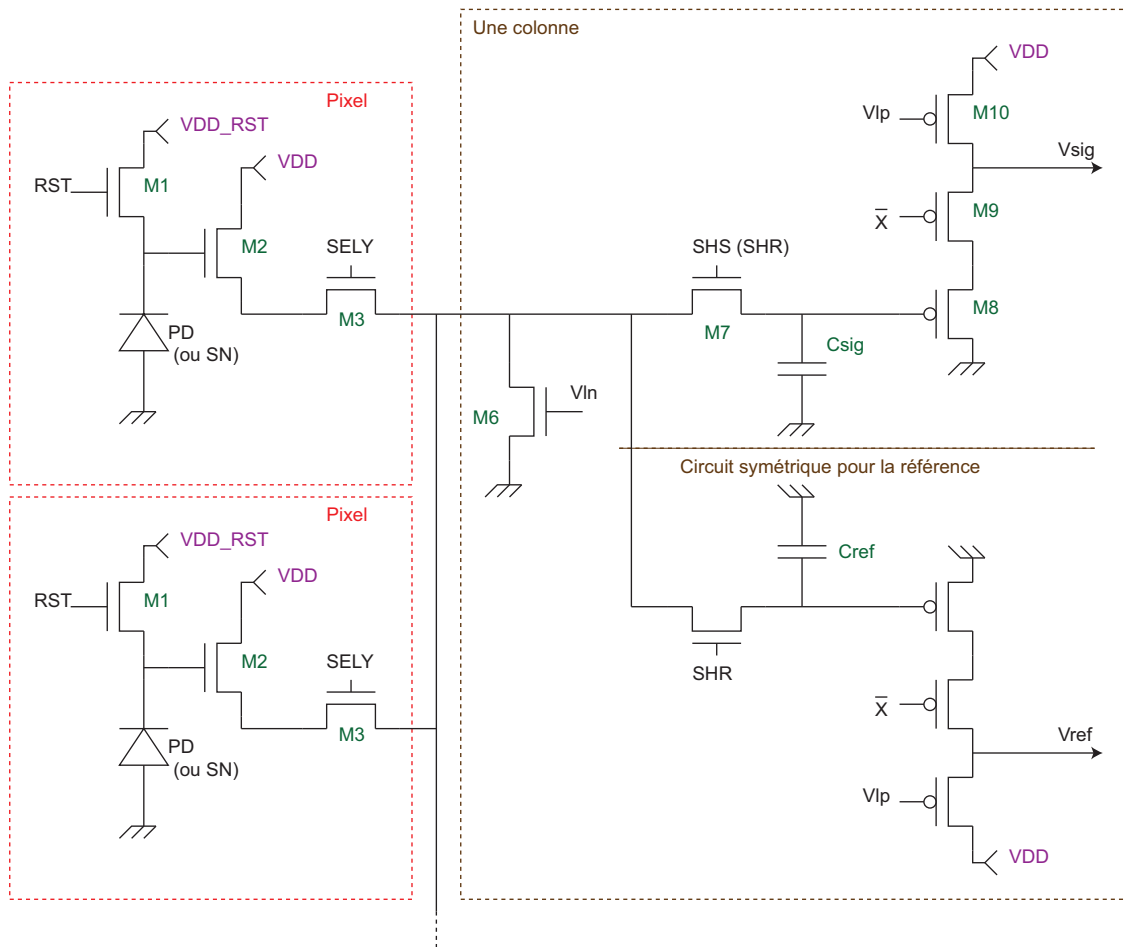 Une colonne
Pixel
VDD_RST
VDD
RST
M1
M2
SELY
M3
PD
(ou SN)
Vln
M6
SHS (SHR)
M7
Csig
VDD
Vlp
M10
Vsig
M9
X
M8
Circuit symétrique pour la référence
Pixel
VDD_RST
VDD
RST
M1
M2
SELY
M3
PD
(ou SN)
Cref
SHR
X
Vref
Vlp
VDD